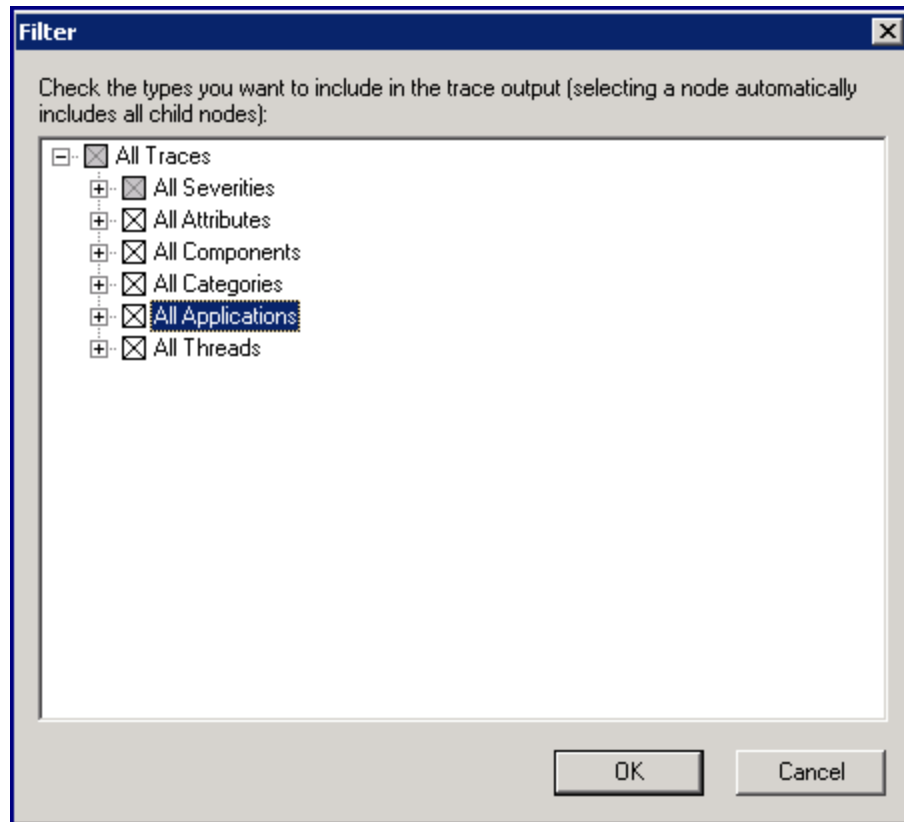 Filter
Check the types you want to include in the trace output (selecting a node automatically
includes all child nodes):
All Traces
All Severities
All Attributes
All Components
All Categories
All Applications
All Threads
OK
Cancel